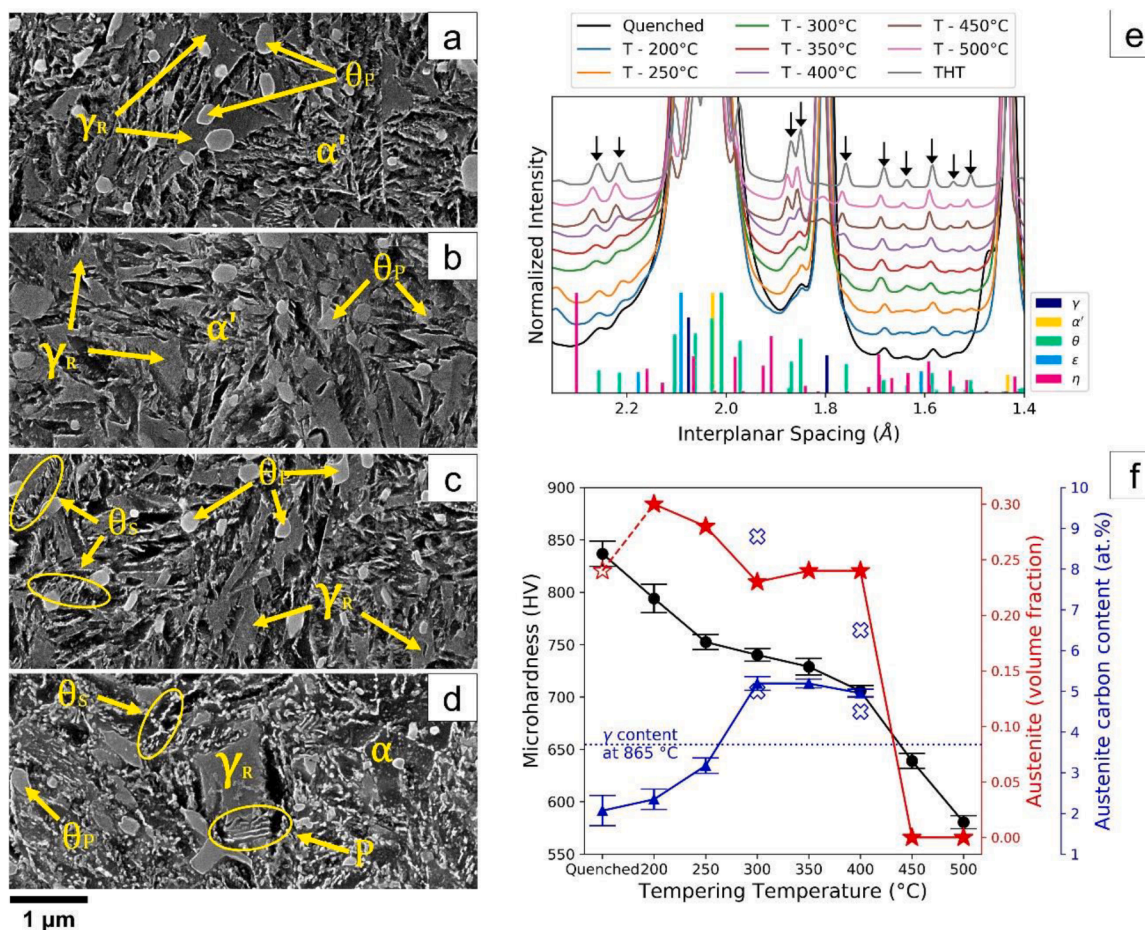 a
γR
θP
α'
b
θP
α'
γR
c
θP
θS
γR
d
θS
α
γR
θP
P
1 μm
e
Quenched
T - 200°C
T - 250°C
T - 300°C
T - 350°C
T - 400°C
T - 450°C
T - 500°C
THT
Normalized Intensity
γ
α'
θ
ε
η
2.2 2.0 1.8 1.6 1.4
Interplanar Spacing (Å)
f
Microhardness (HV)
900
850
800
750
700
650
600
550
γ content
at 865 °C
Quenched 200 250 300 350 400 450 500
Tempering Temperature (°C)
0.30
0.25
0.20
0.15
0.10
0.05
0.00
Austenite (volume fraction)
10
9
8
7
6
5
4
3
2
1
Austenite carbon content (at.%)